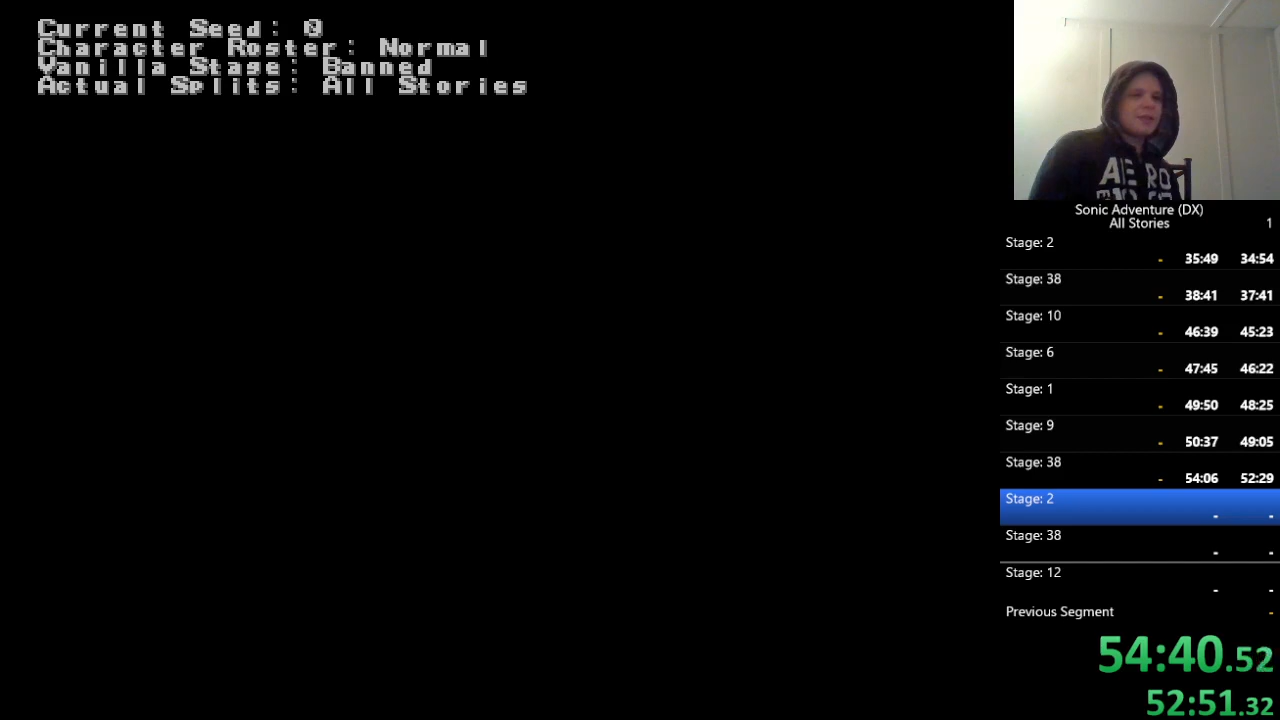 Current Seed: 0
Character Roster: Normal
Vanilla Stage: Banned
Actual Splits: All Stories
AERO
Sonic Adventure (DX)
All Stories 1
Stage: 2
- 35:49 34:54
Stage: 38
- 38:41 37:41
Stage: 10
- 46:39 45:23
Stage: 6
- 47:45 46:22
Stage: 1
- 49:50 48:25
Stage: 9
- 50:37 49:05
Stage: 38
- 54:06 52:29
Stage: 2
- -
Stage: 38
- -
Stage: 12
- -
Previous Segment -
54:40.52
52:51.32